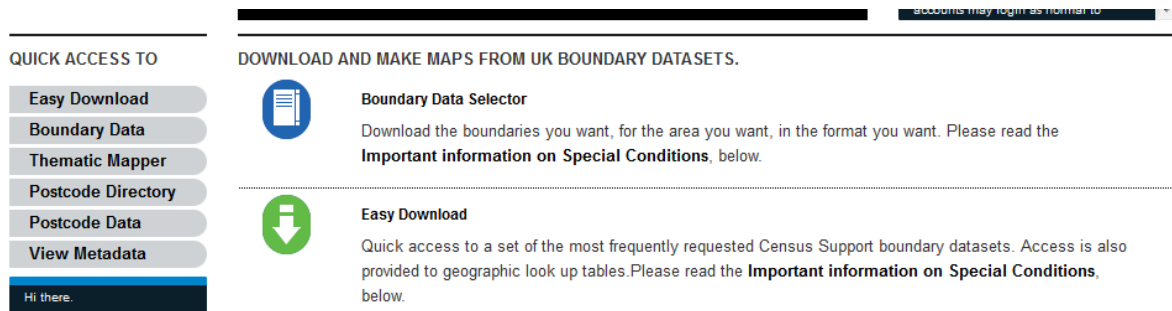 accounts may login as normal to
QUICK ACCESS TO
Easy Download
Boundary Data
Thematic Mapper
Postcode Directory
Postcode Data
View Metadata
Hi there.
DOWNLOAD AND MAKE MAPS FROM UK BOUNDARY DATASETS.
Boundary Data Selector
Download the boundaries you want, for the area you want, in the format you want. Please read the
Important information on Special Conditions, below.
Easy Download
Quick access to a set of the most frequently requested Census Support boundary datasets. Access is also
provided to geographic look up tables.Please read the Important information on Special Conditions,
below.